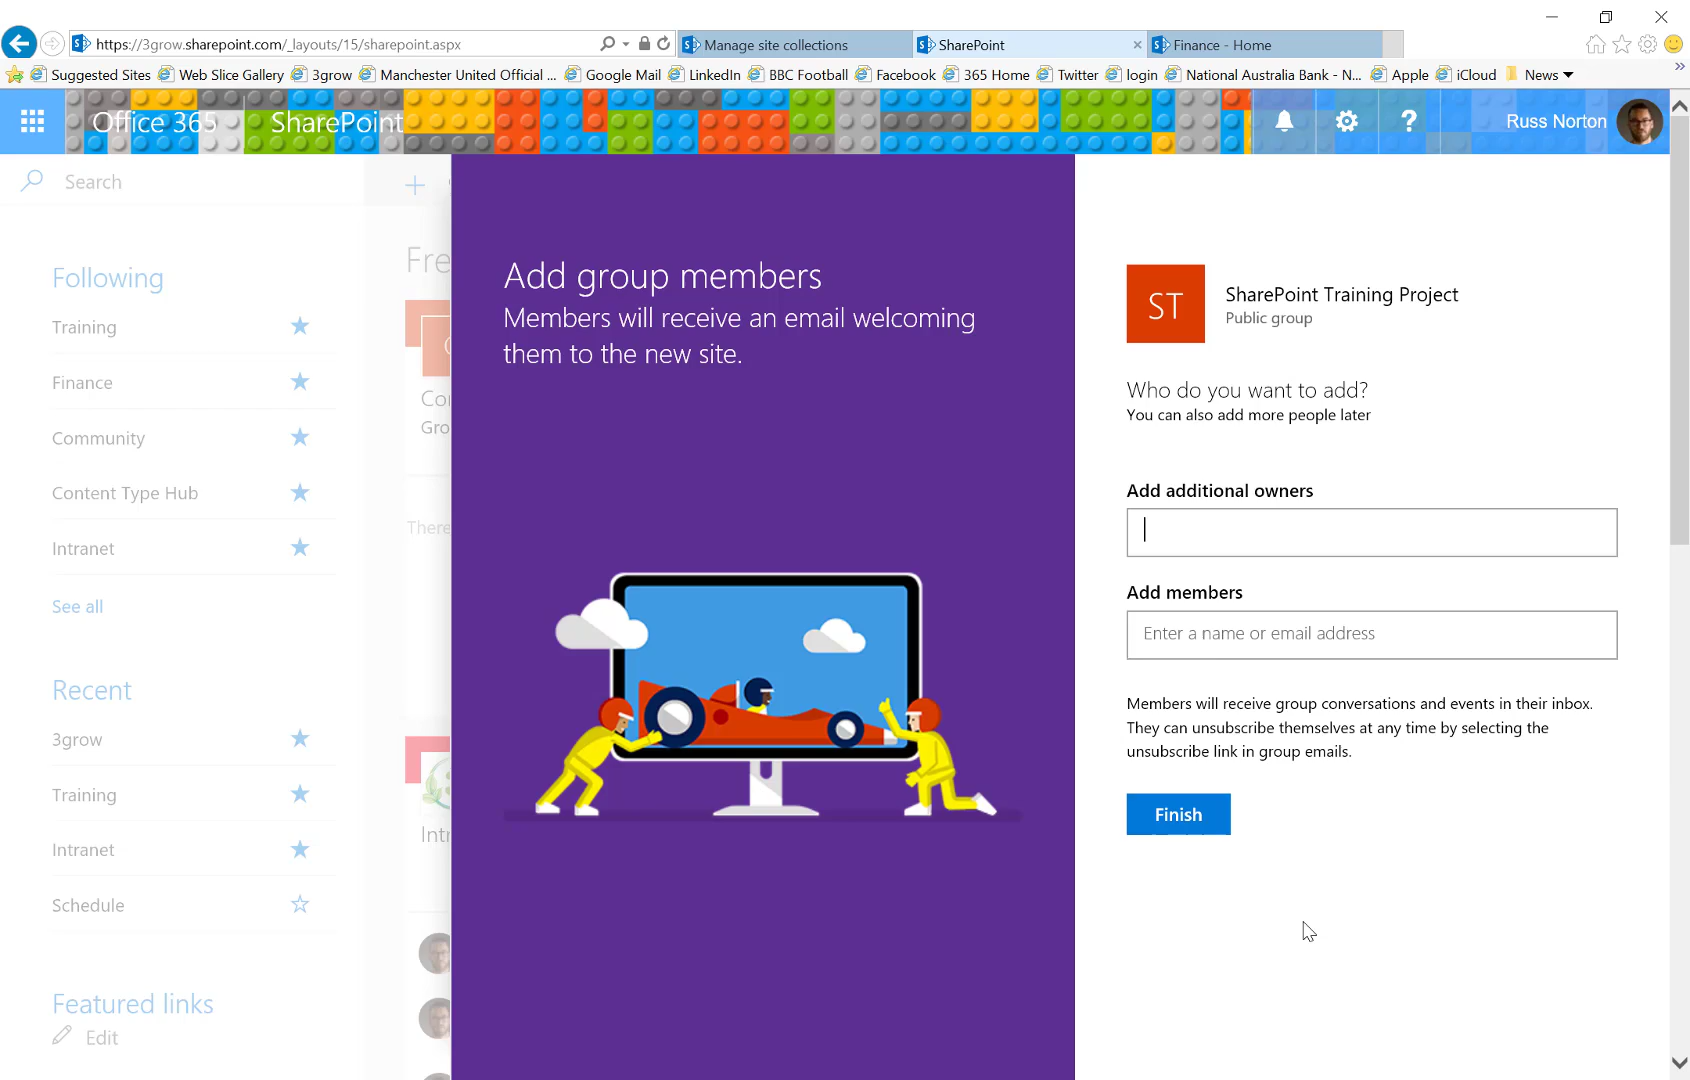 https://3grow.sharepoint.com/_layouts/15/sharepoint.aspx
Manage site collections
SharePoint
Finance - Home
Suggested Sites
Web Slice Gallery
3grow
Manchester United Official ...
Google Mail
LinkedIn
BBC Football
Facebook
365 Home
Twitter
login
National Australia Bank - N...
Apple
iCloud
News
Office 365
SharePoint
Russ Norton
Search
Following
Training
Finance
Community
Content Type Hub
Intranet
See all
Recent
3grow
Training
Intranet
Schedule
Featured links
Edit
Fre
Con
Gro
There
Intr
Add group members
Members will receive an email welcoming
them to the new site.
ST
SharePoint Training Project
Public group
Who do you want to add?
You can also add more people later
Add additional owners
Add members
Enter a name or email address
Members will receive group conversations and events in their inbox.
They can unsubscribe themselves at any time by selecting the
unsubscribe link in group emails.
Finish